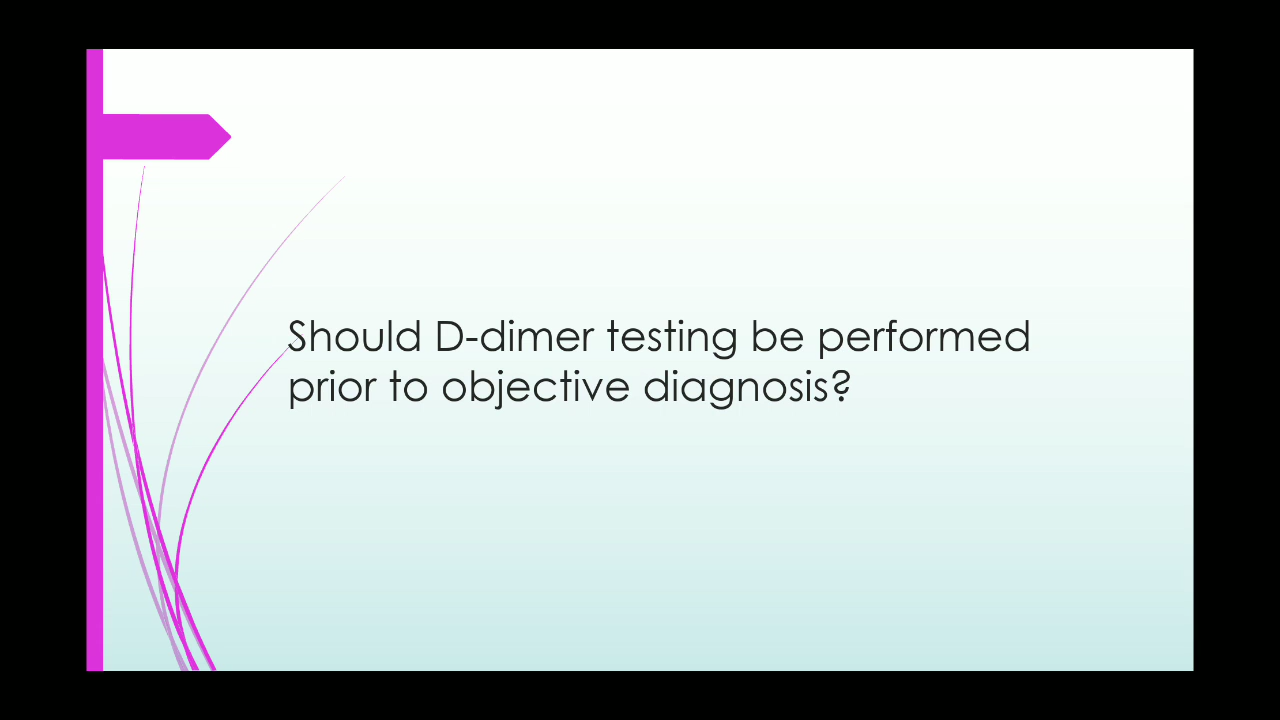 Should D-dimer testing be performed
prior to objective diagnosis?